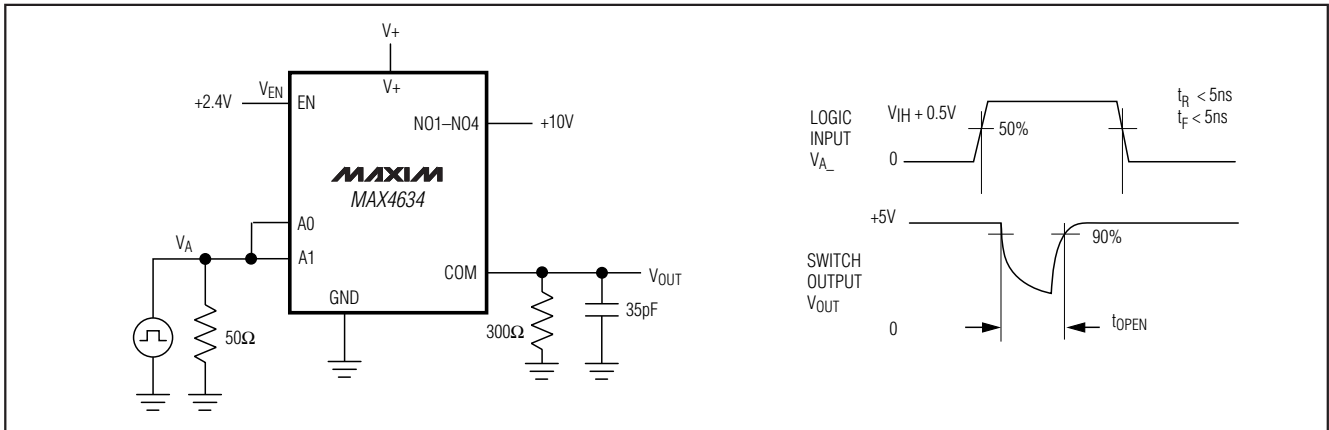 V+
V+
+2.4V
VEN
EN
NO1–NO4
+10V
MAXIM
MAX4634
A0
VA
A1
COM
VOUT
GND
50Ω
300Ω
35pF
LOGIC
INPUT
VA_
VIH + 0.5V
50%
0
tR < 5ns
tF < 5ns
+5V
90%
SWITCH
OUTPUT
VOUT
0
tOPEN